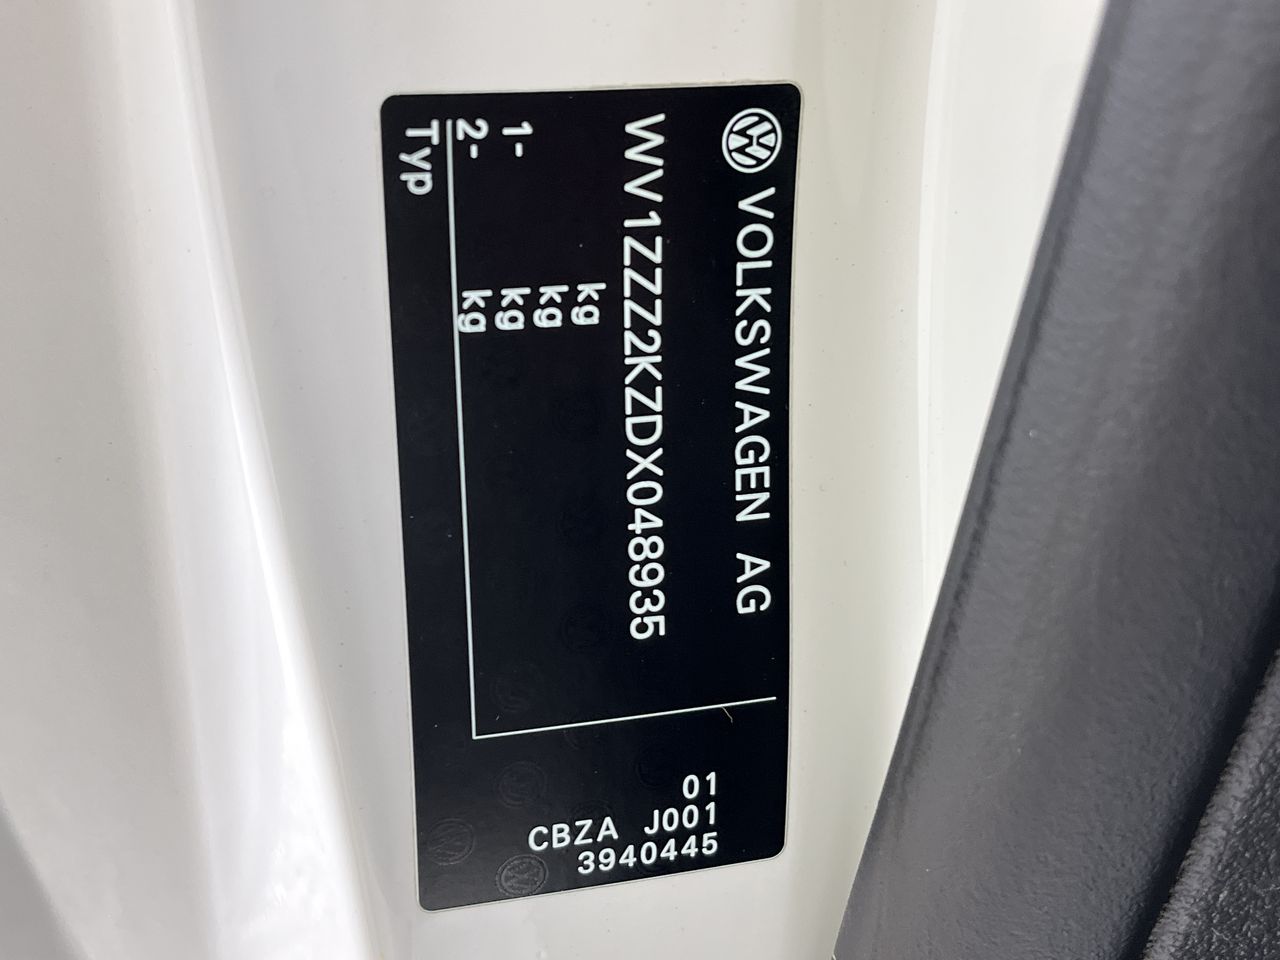 VOLKSWAGEN AG
WV1ZZZ2KZDX048935
kg
kg
1- kg
2- kg
Typ
01
CBZA J001
3940445